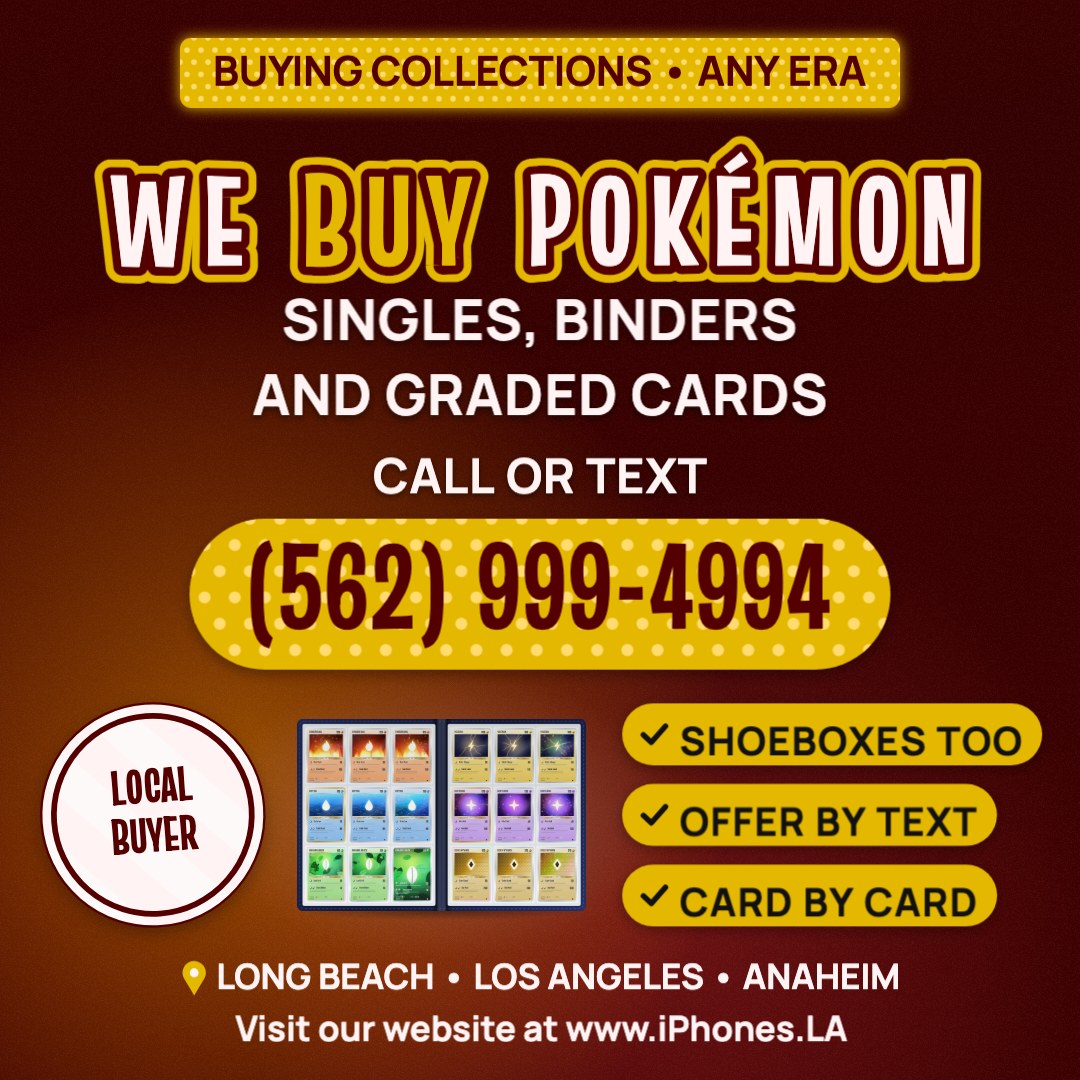 BUYING COLLECTIONS • ANY ERA
WE BUY POKÉMON
SINGLES, BINDERS
AND GRADED CARDS
CALL OR TEXT
(562) 999-4994
LOCAL
BUYER
SHOEBOXES TOO
OFFER BY TEXT
CARD BY CARD
LONG BEACH • LOS ANGELES • ANAHEIM
Visit our website at www.iPhones.LA